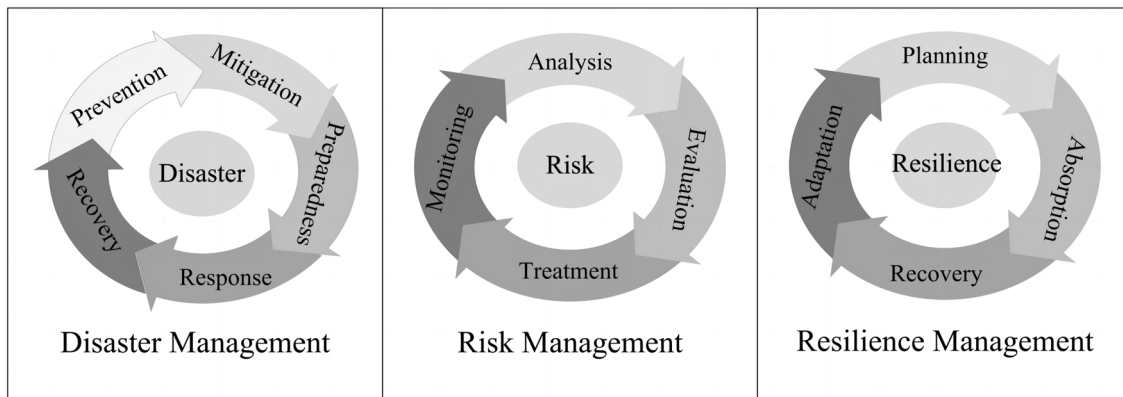 Prevention
Mitigation
Preparedness
Response
Recovery
Disaster
Disaster Management
Analysis
Evaluation
Treatment
Monitoring
Risk
Risk Management
Planning
Absorption
Recovery
Adaptation
Resilience
Resilience Management